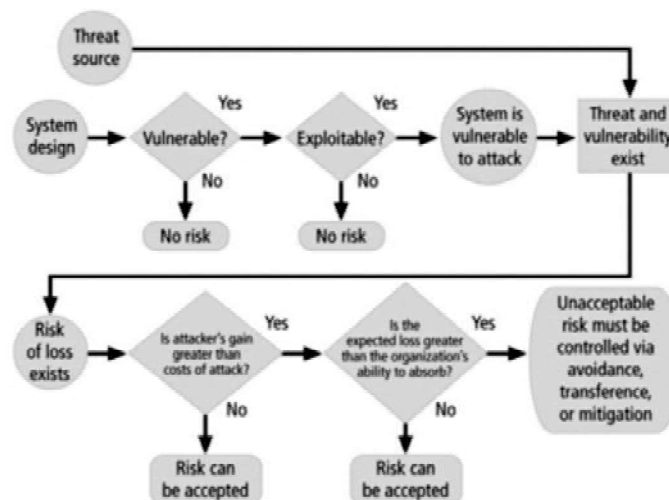 Threat
source
System
design
Vulnerable?
Yes
No
No risk
Exploitable?
Yes
No
No risk
System is
vulnerable
to attack
Threat and
vulnerability
exist
Risk
of loss
exists
Is attacker's gain
greater than
costs of attack?
Yes
No
Risk can
be accepted
Is the
expected loss greater
than the organization's
ability to absorb?
Yes
No
Risk can
be accepted
Unacceptable
risk must be
controlled via
avoidance,
transference,
or mitigation